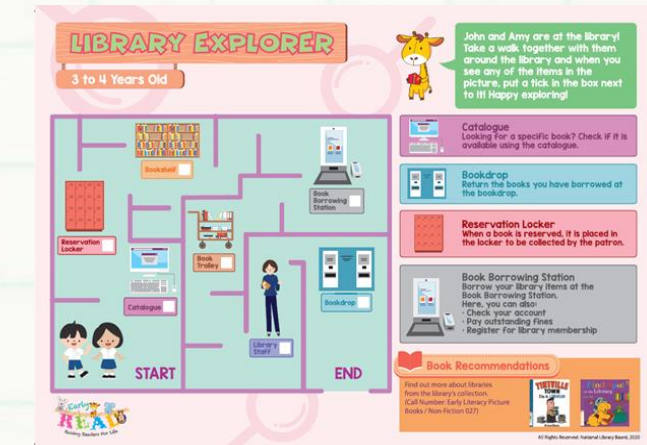 LIBRARY EXPLORER
3 to 4 Years Old
John and Amy are at the library!
Take a walk together with them
around the library and when you
see any of the items in the
picture, put a tick in the box next
to it! Happy exploring!
Bookshelf
Book
Borrowing
Station
Reservation
Locker
Book
Trolley
Catalogue
Bookdrop
Library
Staff
START
END
Catalogue
Looking for a specific book? Check if it is
available using the catalogue.
Bookdrop
Return the books you have borrowed at
the bookdrop.
Reservation Locker
When a book is reserved, it is placed in
the locker to be collected by the patron.
Book Borrowing Station
Borrow your library items at the
Book Borrowing Station.
Here, you can also:
• Check your account
• Pay outstanding fines
• Register for library membership
Book Recommendations
Find out more about libraries
from the library's collection.
(Call Number: Early Literacy Picture
Books / Non-Fiction 027)
TINYVILLE
TOWN
Early
READ
Raising Readers For Life
All Rights Reserved. National Library Board, 2020